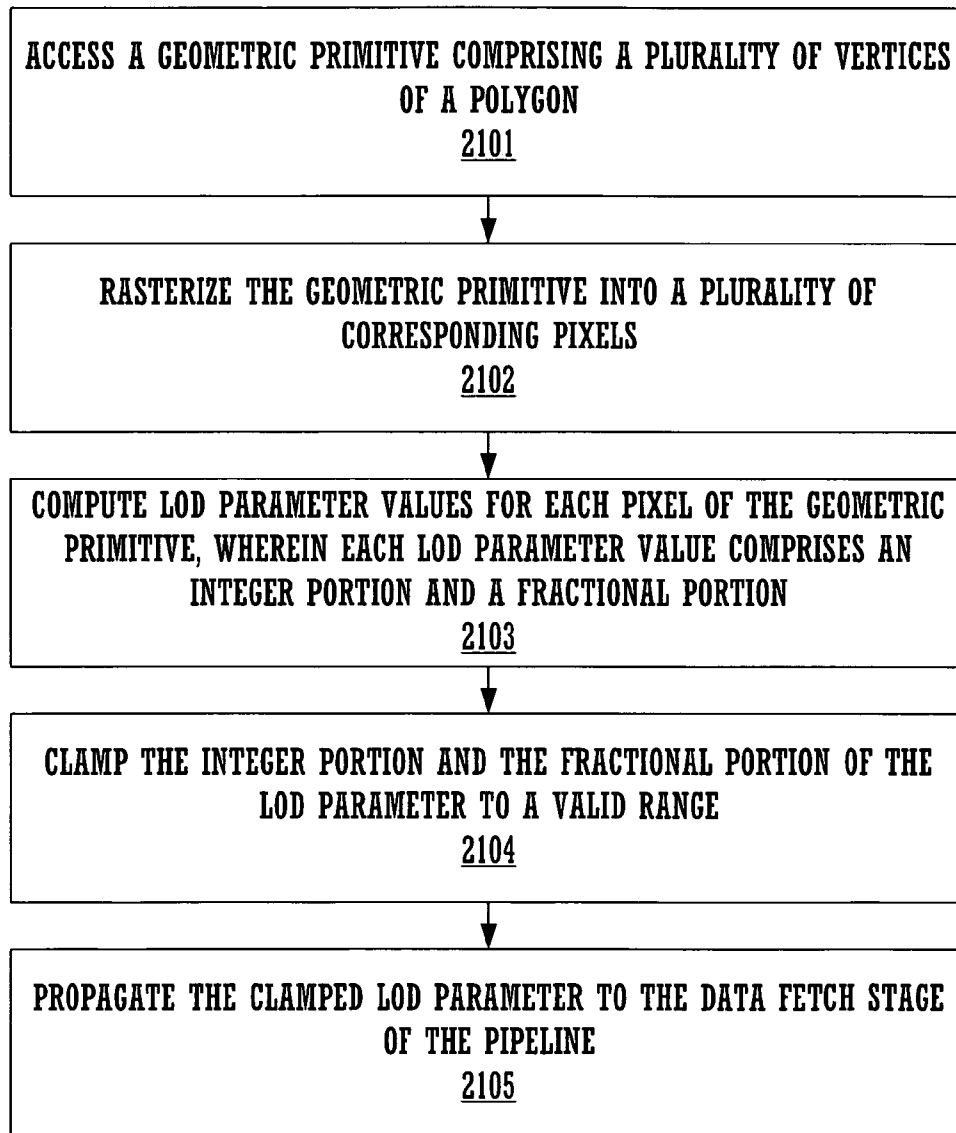 ACCESS A GEOMETRIC PRIMITIVE COMPRISING A PLURALITY OF VERTICES
OF A POLYGON
2101
RASTERIZE THE GEOMETRIC PRIMITIVE INTO A PLURALITY OF
CORRESPONDING PIXELS
2102
COMPUTE LOD PARAMETER VALUES FOR EACH PIXEL OF THE GEOMETRIC
PRIMITIVE, WHEREIN EACH LOD PARAMETER VALUE COMPRISES AN
INTEGER PORTION AND A FRACTIONAL PORTION
2103
CLAMP THE INTEGER PORTION AND THE FRACTIONAL PORTION OF THE
LOD PARAMETER TO A VALID RANGE
2104
PROPAGATE THE CLAMPED LOD PARAMETER TO THE DATA FETCH STAGE
OF THE PIPELINE
2105